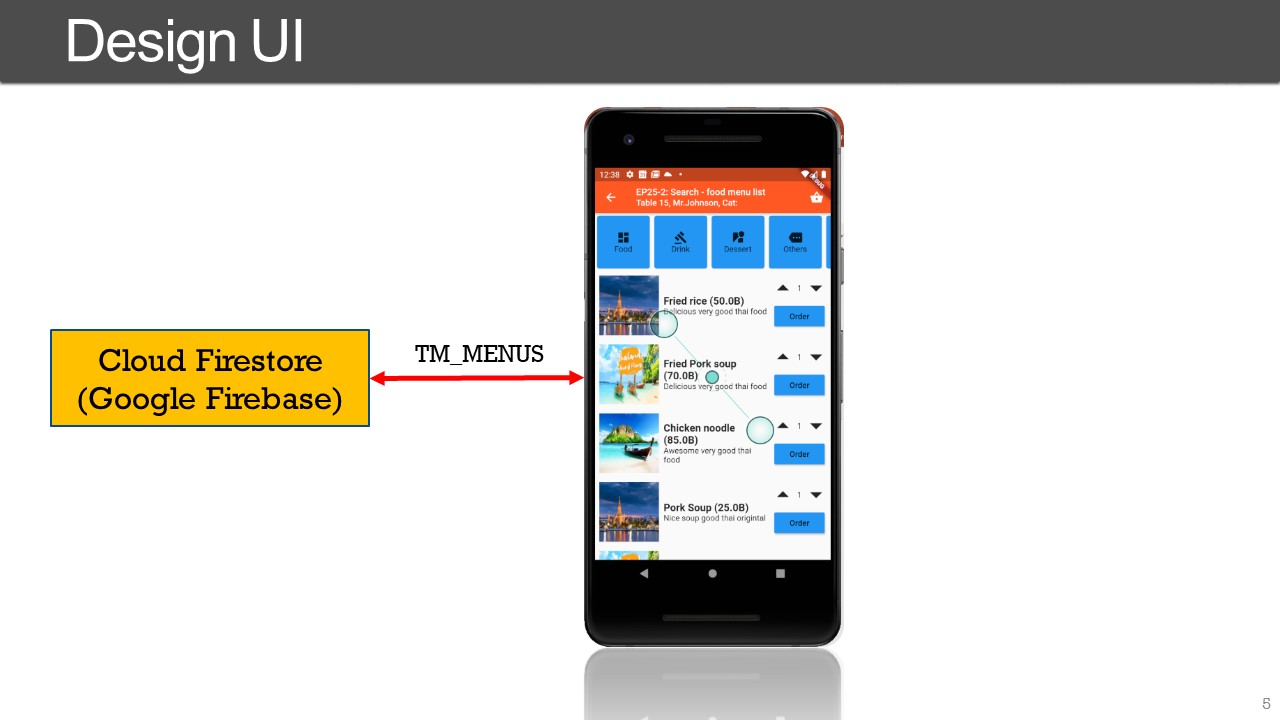 Design UI
12:38
EP25-2: Search - food menu list
Table 15, Mr.Johnson, Cat:
Food
Drink
Dessert
Others
Fried rice (50.0B)
Delicious very good thai food
1
Order
Fried Pork soup
(70.0B)
Delicious very good thai food
1
Order
Chicken noodle
(85.0B)
Awesome very good thai
food
1
Order
Pork Soup (25.0B)
Nice soup good thai origintal
1
Order
Cloud Firestore
(Google Firebase)
TM_MENUS
5